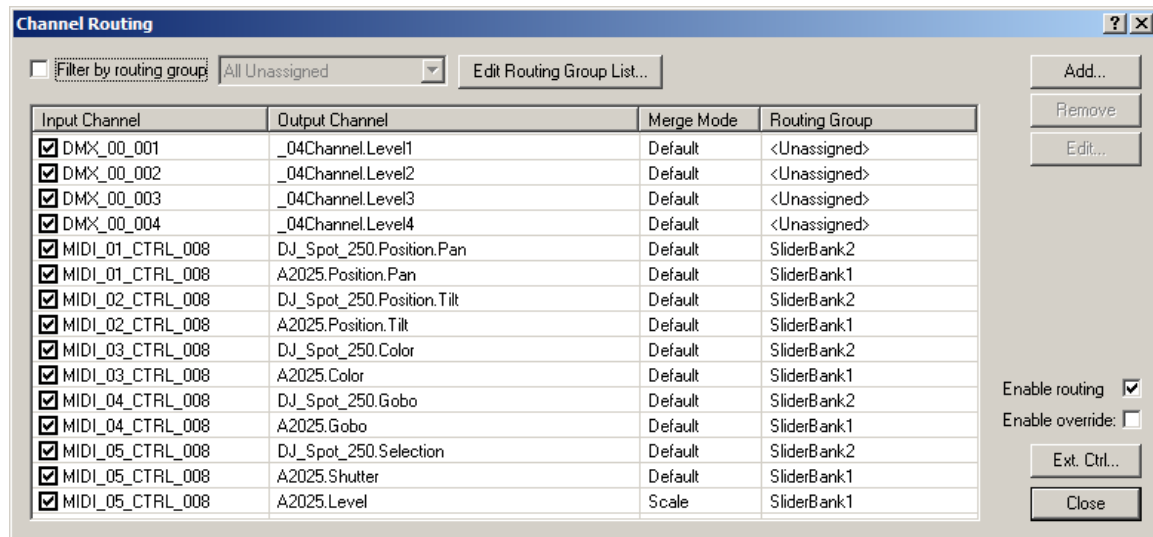 Channel Routing
Filter by routing group All Unassigned Edit Routing Group List... Add...
Remove
Edit...
Input Channel Output Channel Merge Mode Routing Group
DMX_00_001 _04Channel.Level1 Default <Unassigned>
DMX_00_002 _04Channel.Level2 Default <Unassigned>
DMX_00_003 _04Channel.Level3 Default <Unassigned>
DMX_00_004 _04Channel.Level4 Default <Unassigned>
MIDI_01_CTRL_008 DJ_Spot_250.Position.Pan Default SliderBank2
MIDI_01_CTRL_008 A2025.Position.Pan Default SliderBank1
MIDI_02_CTRL_008 DJ_Spot_250.Position.Tilt Default SliderBank2
MIDI_02_CTRL_008 A2025.Position.Tilt Default SliderBank1
MIDI_03_CTRL_008 DJ_Spot_250.Color Default SliderBank2
MIDI_03_CTRL_008 A2025.Color Default SliderBank1
MIDI_04_CTRL_008 DJ_Spot_250.Gobo Default SliderBank2
MIDI_04_CTRL_008 A2025.Gobo Default SliderBank1
MIDI_05_CTRL_008 DJ_Spot_250.Selection Default SliderBank2
MIDI_05_CTRL_008 A2025.Shutter Default SliderBank1
MIDI_05_CTRL_008 A2025.Level Scale SliderBank1
Enable routing
Enable override:
Ext. Ctrl...
Close